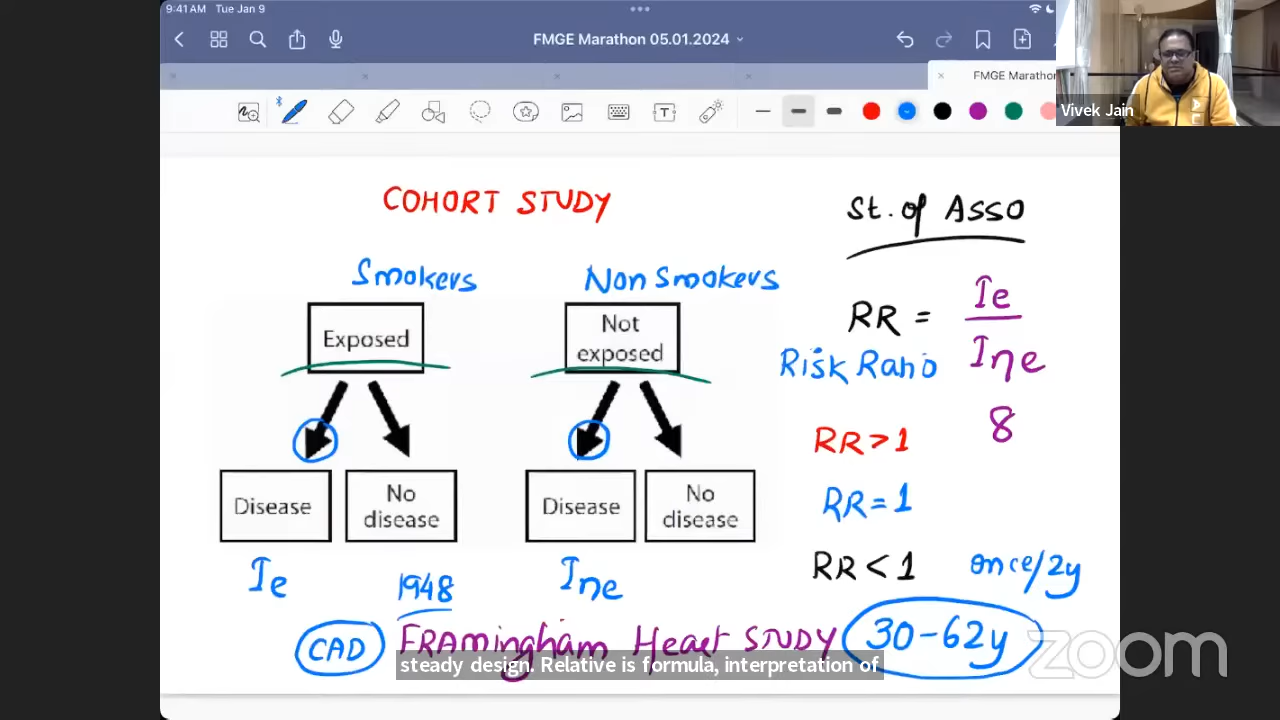 9:41 AM Tue Jan 9
FMGE Marathon 05.01.2024
FMGE Marathon
Vivek Jain
COHORT STUDY
St. of ASSO
Smokers
Non Smokers
Exposed
Not exposed
RR = Ie
Ine
Risk Ratio
8
RR > 1
RR = 1
RR < 1
Disease
No disease
Disease
No disease
Ie
1948
Ine
once/2y
CAD
FRAmingham Heart STUDY
30-62y
steady design. Relative is formula, interpretation of
zoom